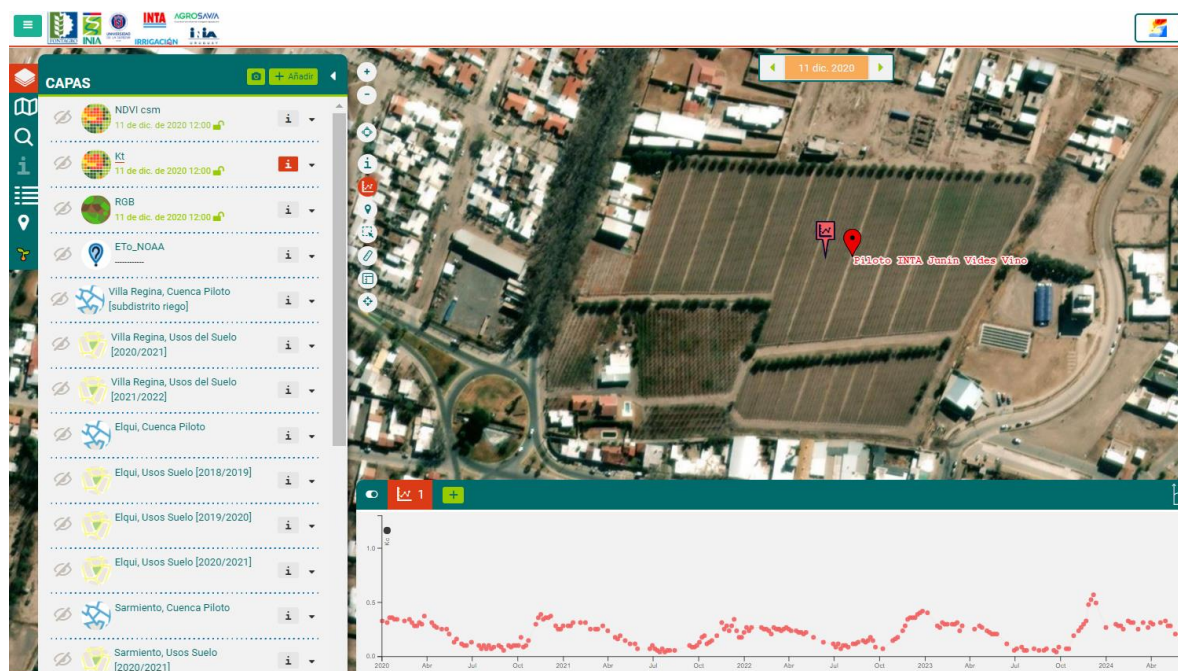 FONTAGRO
INIA
INTA
IRRIGACIÓN
AGROSAVIA
inia
URUGUAY
CAPAS
+ Añadir
11 dic. 2020
NDVI csm
11 de dic. de 2020 12:00
i
Kt
11 de dic. de 2020 12:00
i
RGB
11 de dic. de 2020 12:00
i
ETo_NOAA
------------
i
Villa Regina, Cuenca Piloto
[subdistrito riego]
i
Villa Regina, Usos del Suelo
[2020/2021]
i
Villa Regina, Usos del Suelo
[2021/2022]
i
Elqui, Cuenca Piloto
i
Elqui, Usos Suelo [2018/2019]
i
Elqui, Usos Suelo [2019/2020]
i
Elqui, Usos Suelo [2020/2021]
i
Sarmiento, Cuenca Piloto
i
Sarmiento, Usos Suelo
[2020/2021]
i
Piloto INTA Junín Vides Vino
1
+
Kc
1.0
0.5
0.0
2020 Abr Jul Oct 2021 Abr Jul Oct 2022 Abr Jul Oct 2023 Abr Jul Oct 2024 Abr